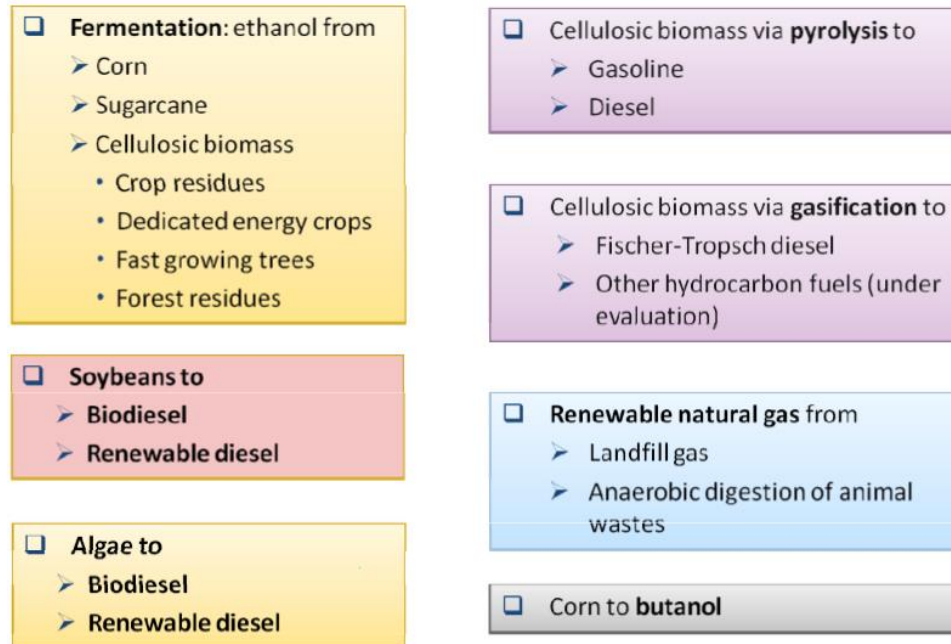 Fermentation: ethanol from
Corn
Sugarcane
Cellulosic biomass
Crop residues
Dedicated energy crops
Fast growing trees
Forest residues
Soybeans to
Biodiesel
Renewable diesel
Algae to
Biodiesel
Renewable diesel
Cellulosic biomass via pyrolysis to
Gasoline
Diesel
Cellulosic biomass via gasification to
Fischer-Tropsch diesel
Other hydrocarbon fuels (under
evaluation)
Renewable natural gas from
Landfill gas
Anaerobic digestion of animal
wastes
Corn to butanol